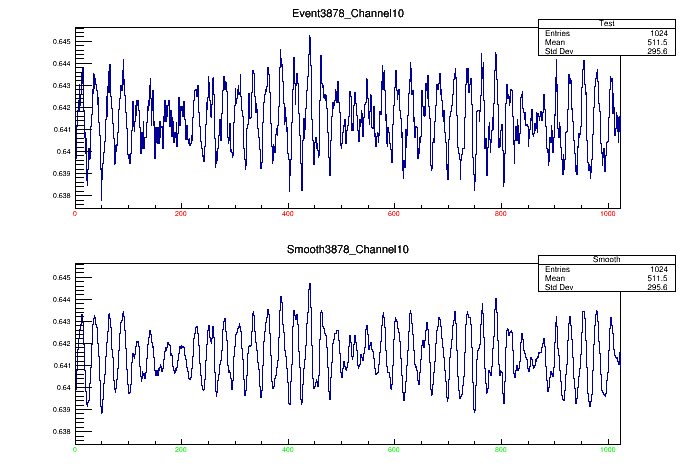 Event3878_Channel10
Test
Entries 1024
Mean 511.5
Std Dev 295.6
0.645
0.644
0.643
0.642
0.641
0.64
0.639
0.638
0 200 400 600 800 1000
Smooth3878_Channel10
Smooth
Entries 1024
Mean 511.5
Std Dev 295.6
0.645
0.644
0.643
0.642
0.641
0.64
0.639
0.638
0 200 400 600 800 1000